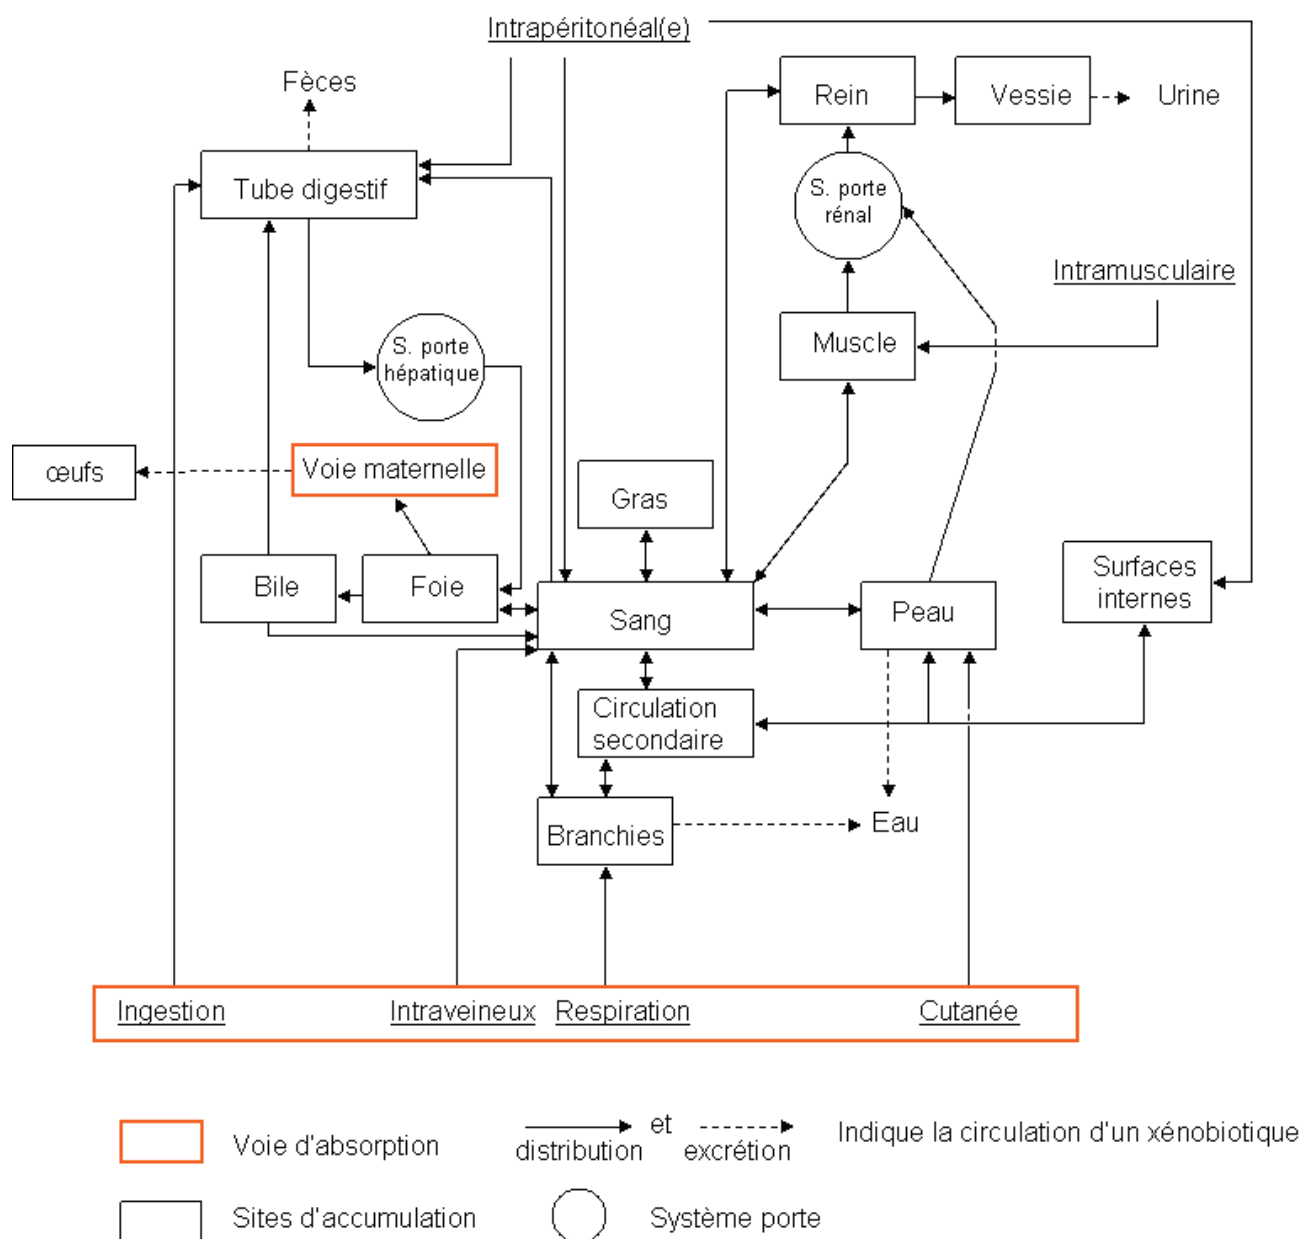 Intrapéritonéal(e)
Fèces
Rein
Vessie
Urine
Tube digestif
S. porte
rénal
Intramusculaire
S. porte
hépatique
Muscle
œufs
Voie maternelle
Gras
Bile
Foie
Sang
Peau
Surfaces
internes
Circulation
secondaire
Branchies
Eau
Ingestion
Intraveineux
Respiration
Cutanée
Voie d'absorption
et
distribution
excrétion
Indique la circulation d'un xénobiotique
Sites d'accumulation
Système porte